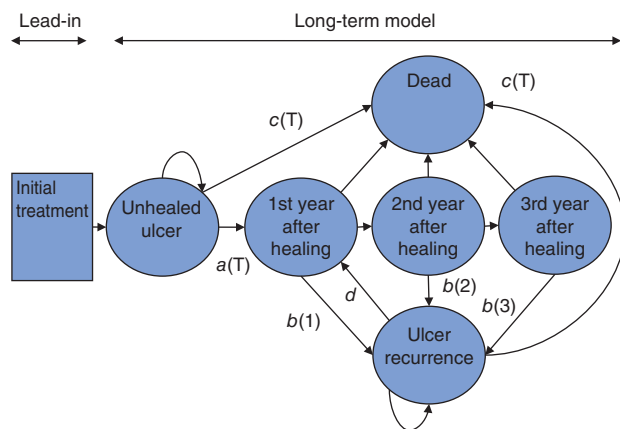 Lead-in
Long-term model
Dead
c(T)
c(T)
Initial
treatment
Unhealed
ulcer
1st year
after
healing
2nd year
after
healing
3rd year
after
healing
a(T)
b(1)
d
b(2)
b(3)
Ulcer
recurrence